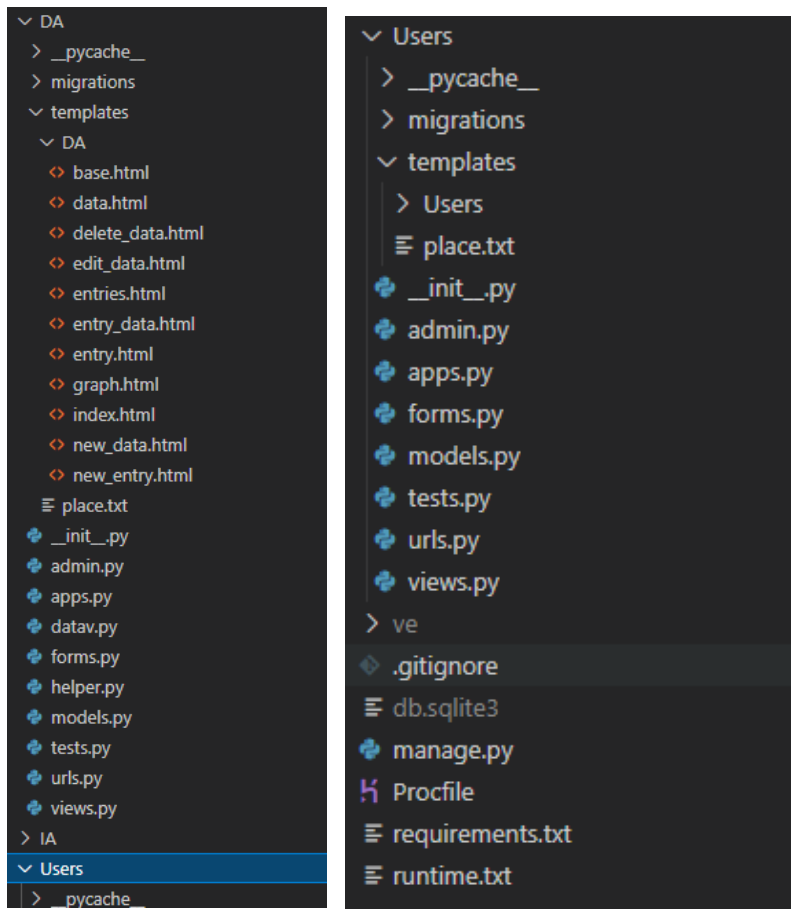 DA
__pycache__
migrations
templates
DA
base.html
data.html
delete_data.html
edit_data.html
entries.html
entry_data.html
entry.html
graph.html
index.html
new_data.html
new_entry.html
place.txt
__init__.py
admin.py
apps.py
datav.py
forms.py
helper.py
models.py
tests.py
urls.py
views.py
IA
Users
__pycache__
Users
__pycache__
migrations
templates
Users
place.txt
__init__.py
admin.py
apps.py
forms.py
models.py
tests.py
urls.py
views.py
ve
.gitignore
db.sqlite3
manage.py
Procfile
requirements.txt
runtime.txt